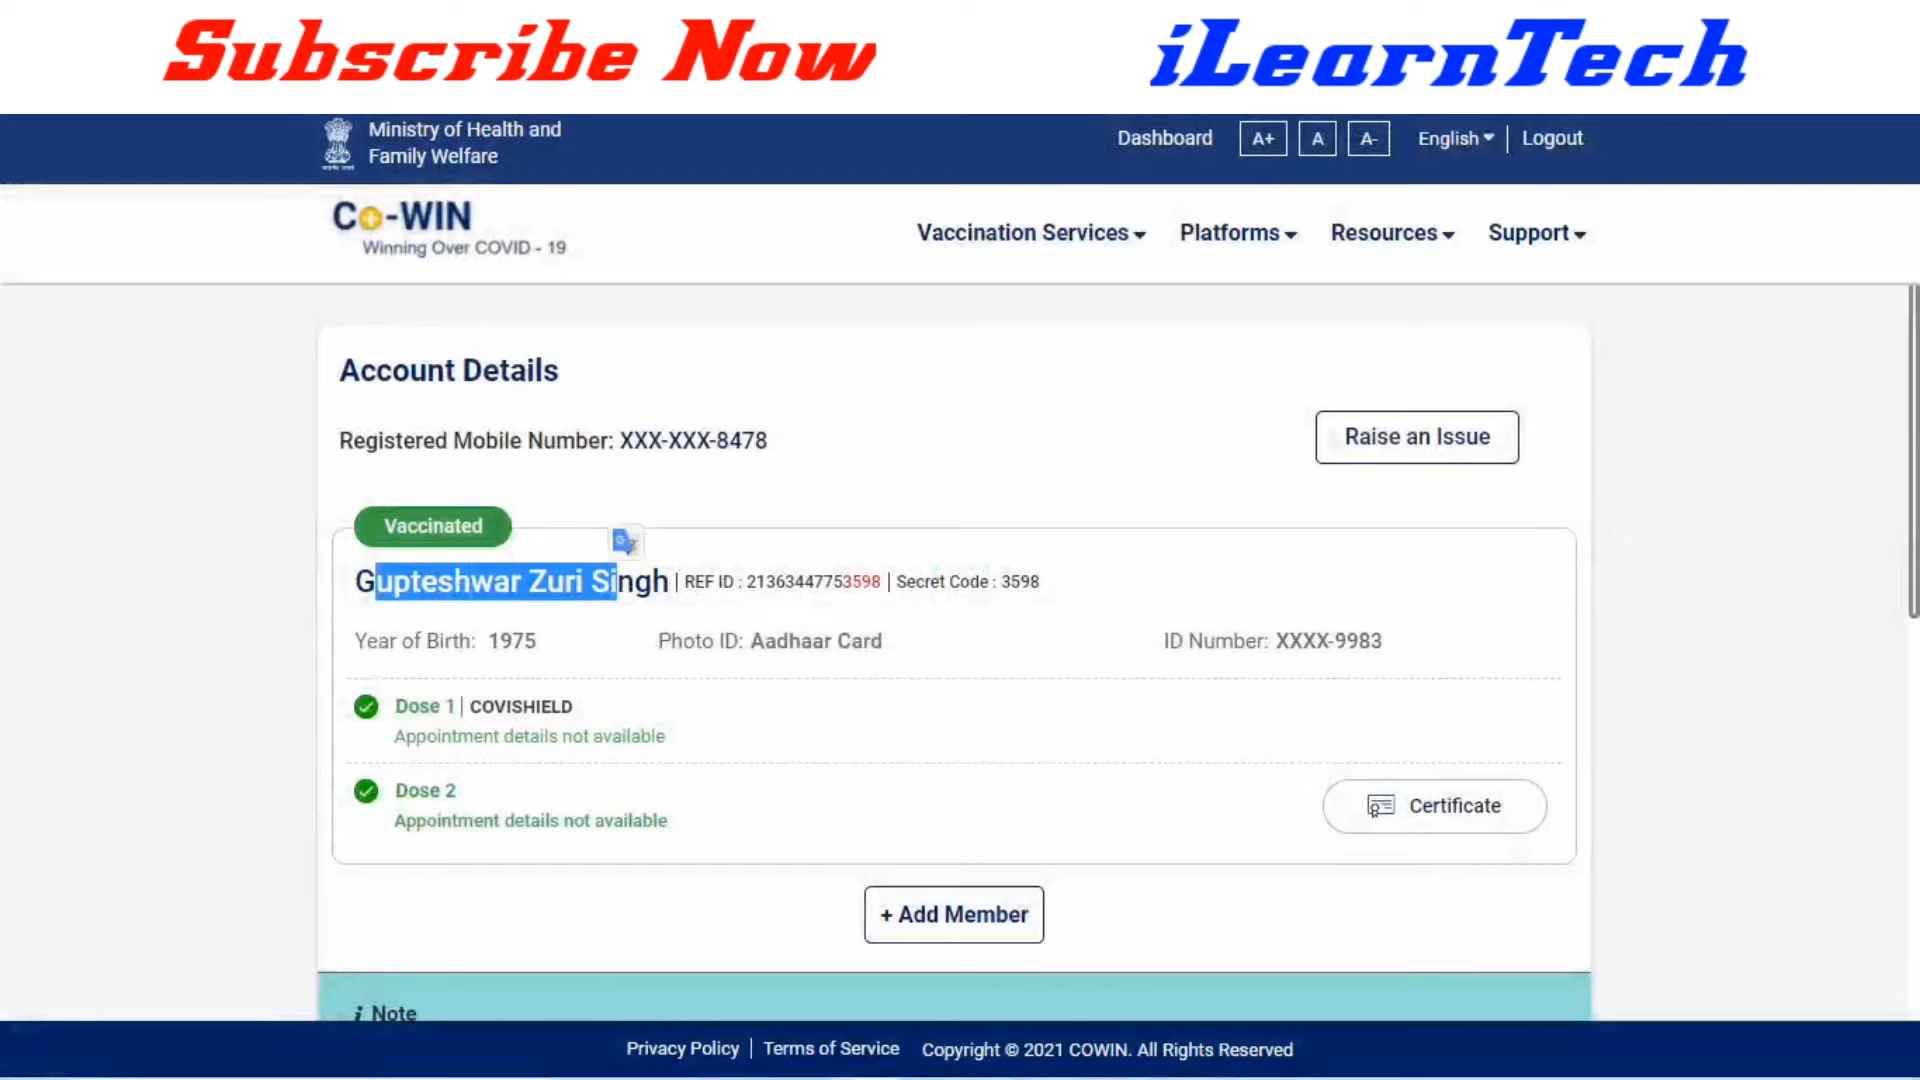 Subscribe Now iLearnTech
Ministry of Health and
Family Welfare
Dashboard A+ A A- English Logout
Co-WIN
Winning Over COVID - 19
Vaccination Services Platforms Resources Support
Account Details
Registered Mobile Number: XXX-XXX-8478
Raise an Issue
Vaccinated
Gupteshwar Zuri Singh | REF ID : 21363447753598 | Secret Code : 3598
Year of Birth: 1975 Photo ID: Aadhaar Card ID Number: XXXX-9983
Dose 1 | COVISHIELD
Appointment details not available
Dose 2
Appointment details not available
Certificate
+ Add Member
i Note
Privacy Policy | Terms of Service Copyright © 2021 COWIN. All Rights Reserved